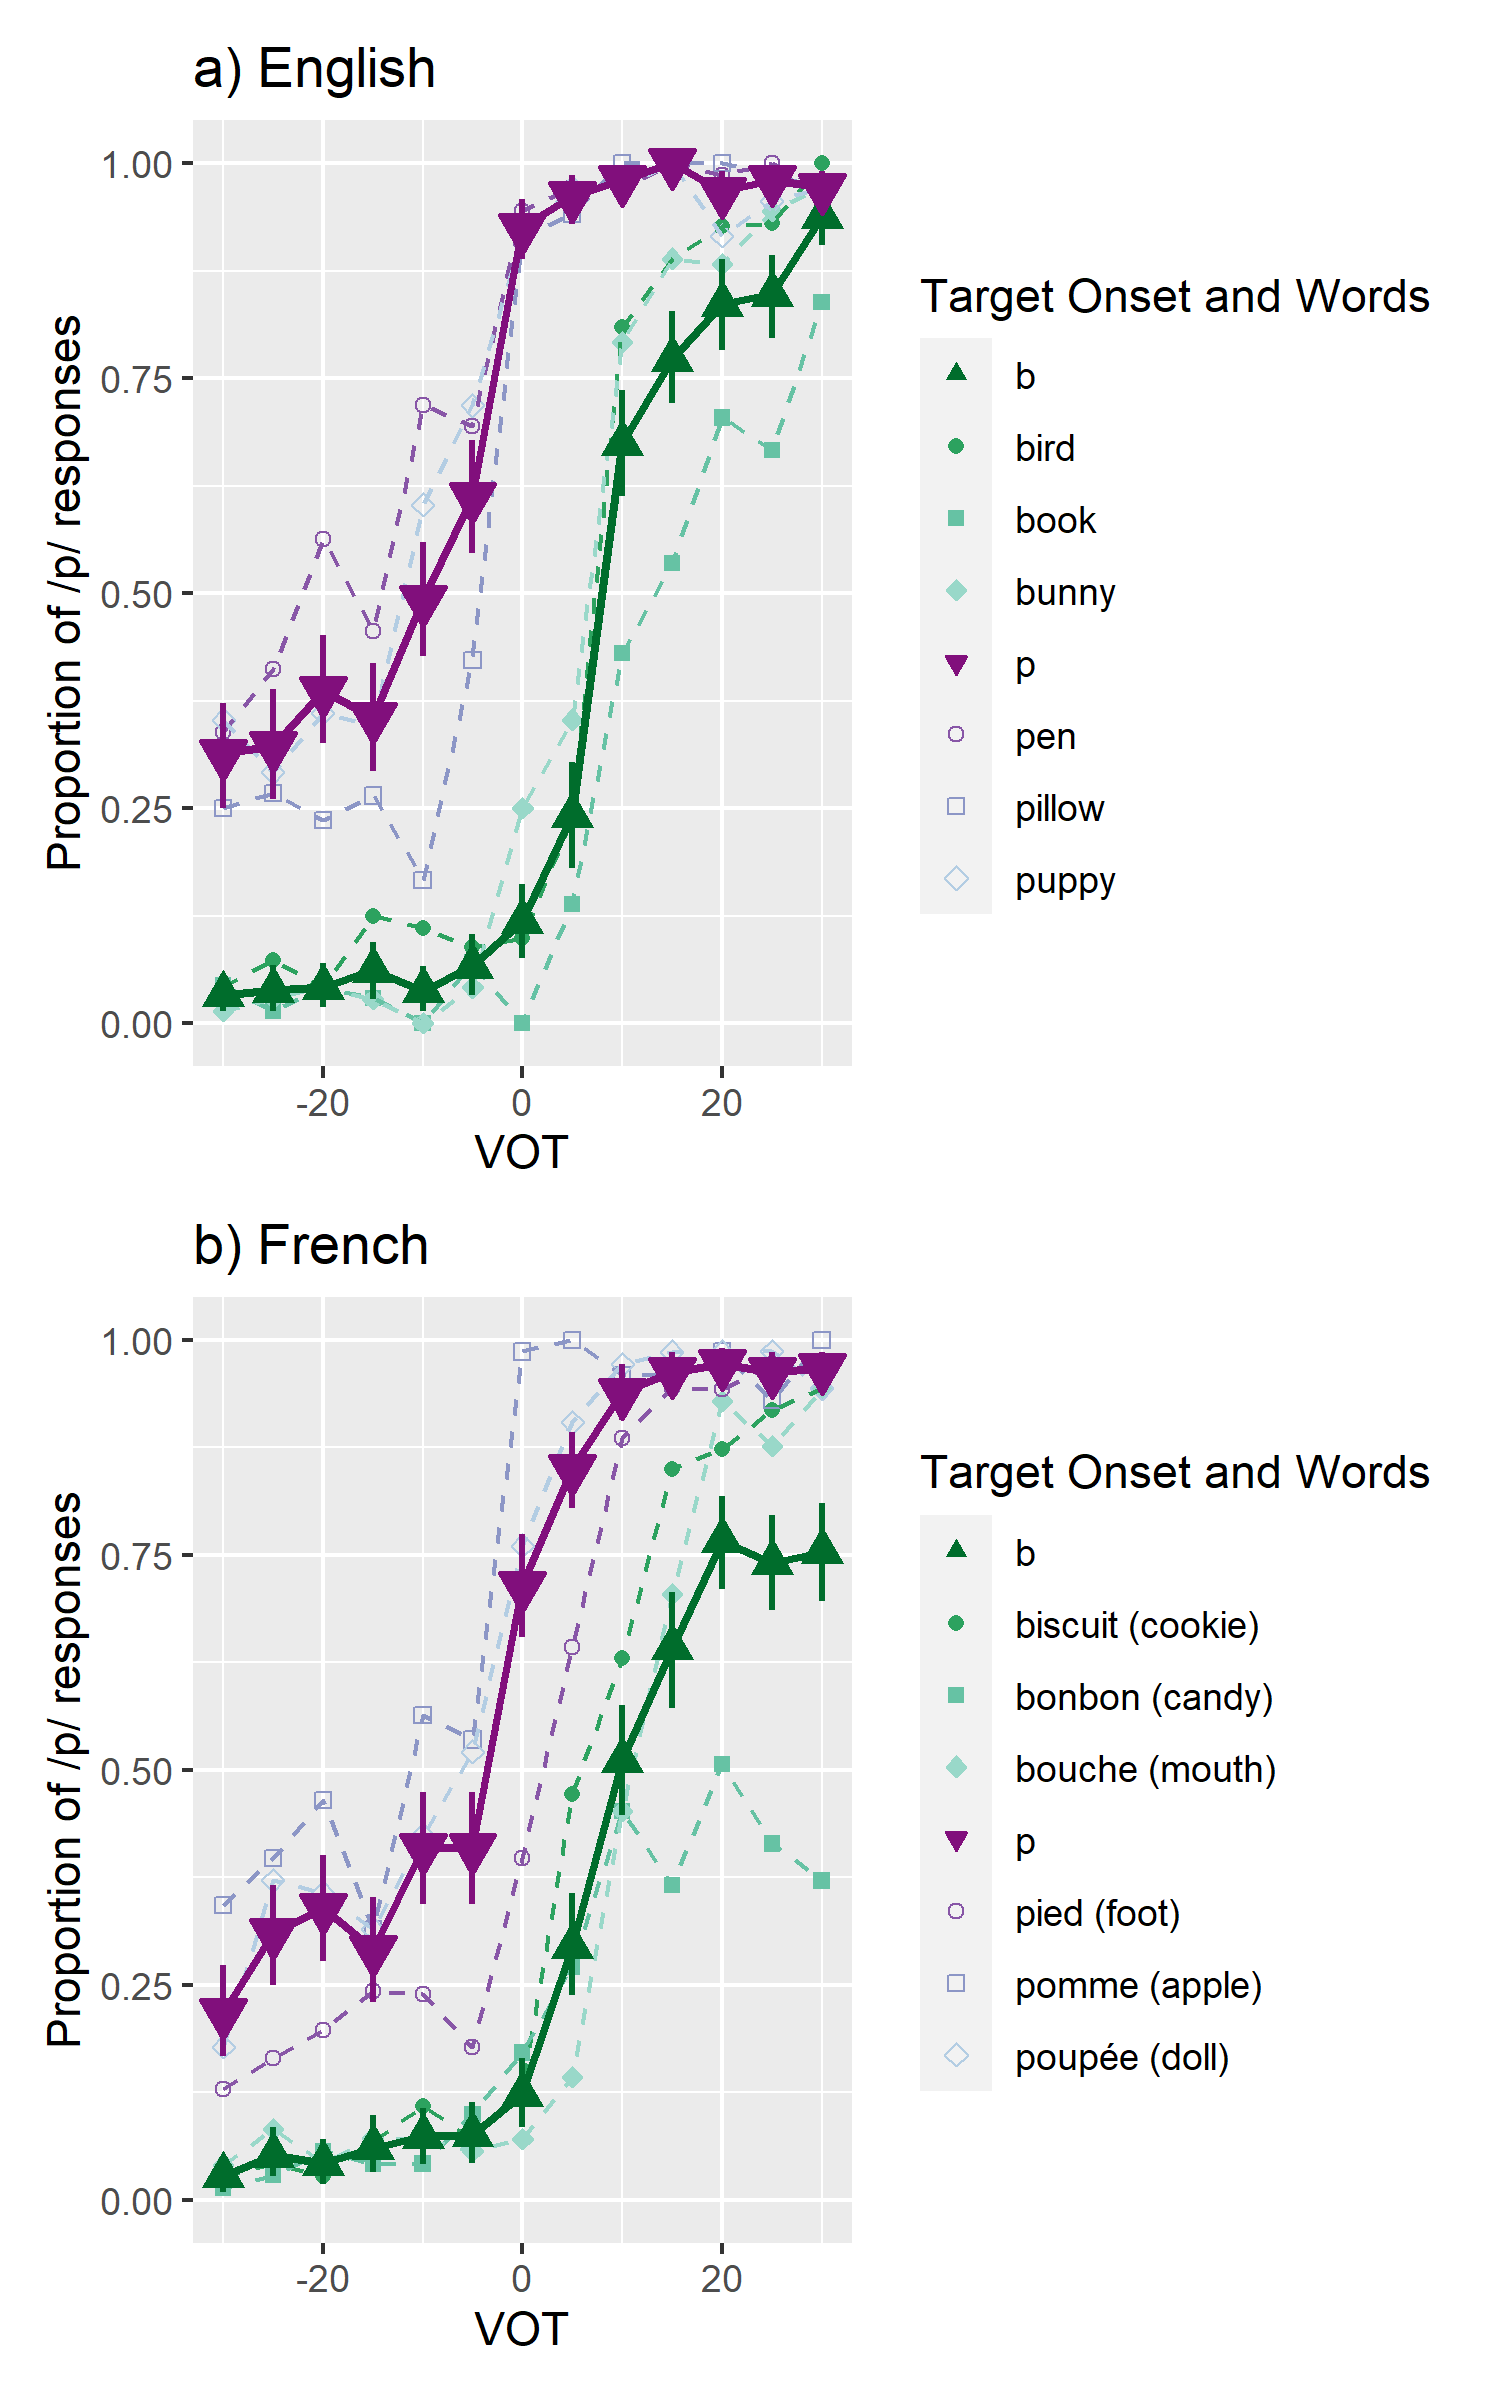 a) English
1.00
0.75
0.50
0.25
0.00
Proportion of /p/ responses
-20 0 20
VOT
Target Onset and Words
b
bird
book
bunny
p
pen
pillow
puppy
b) French
1.00
0.75
0.50
0.25
0.00
Proportion of /p/ responses
-20 0 20
VOT
Target Onset and Words
b
biscuit (cookie)
bonbon (candy)
bouche (mouth)
p
pied (foot)
pomme (apple)
poupée (doll)